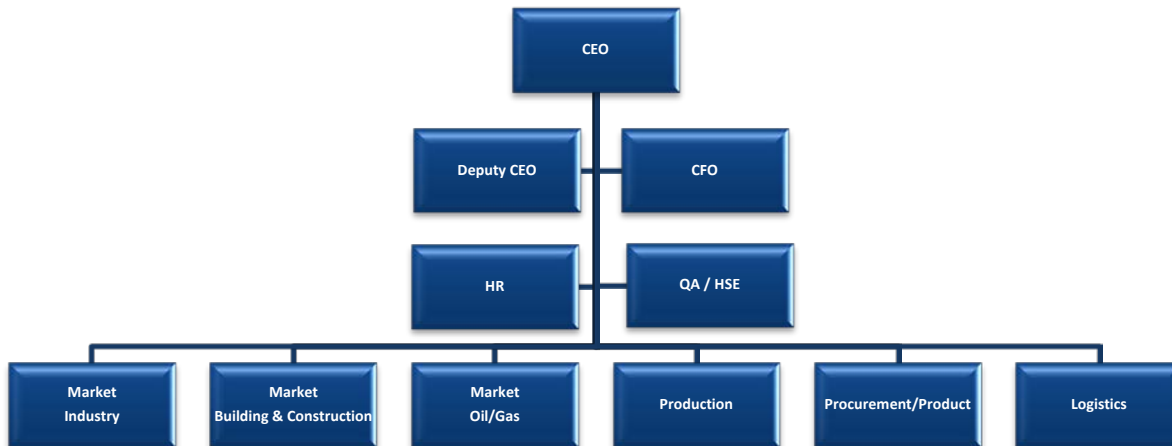 CEO
Deputy CEO
CFO
HR
QA / HSE
Market
Industry
Market
Building & Construction
Market
Oil/Gas
Production
Procurement/Product
Logistics